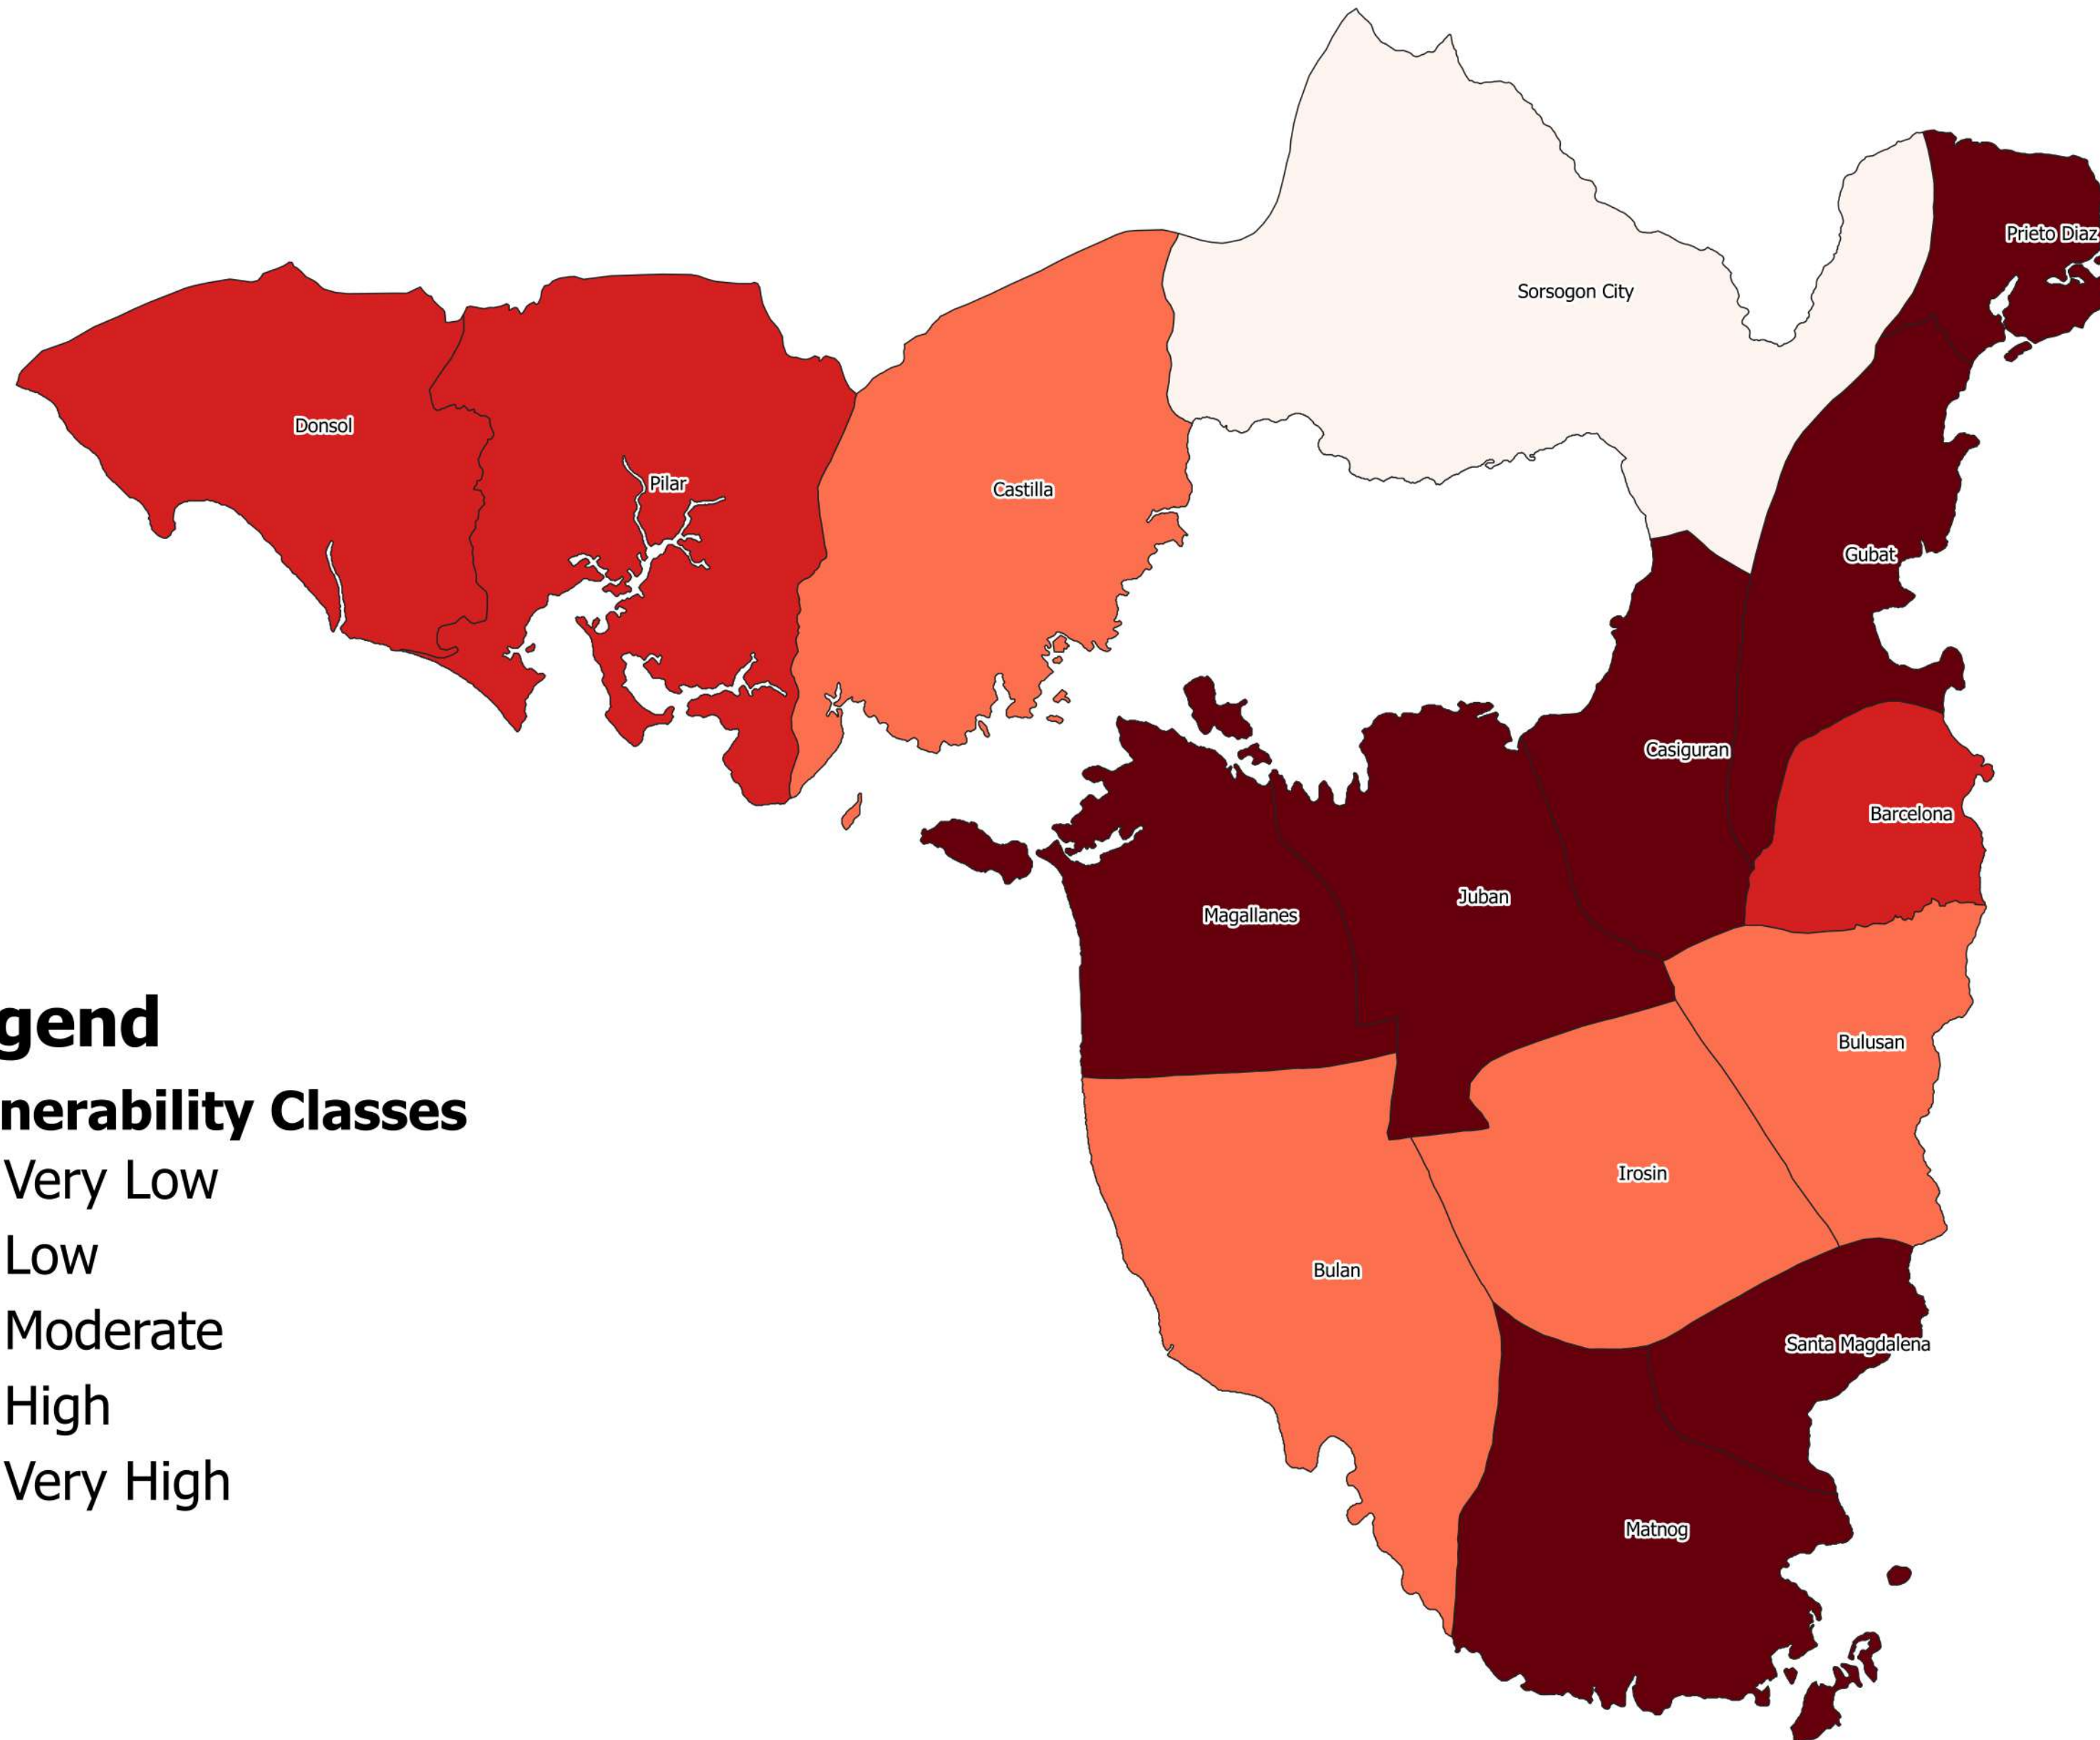 Prieto Diaz
Sorsogon City
Donsol
Pilar
Castilla
Gubat
Casiguran
Barcelona
Juban
Magallanes
gend
Bulusan
nerability Classes
Very Low
Irosin
Low
Bulan
Moderate
Santa Magdalena
High
Very High
Matnog